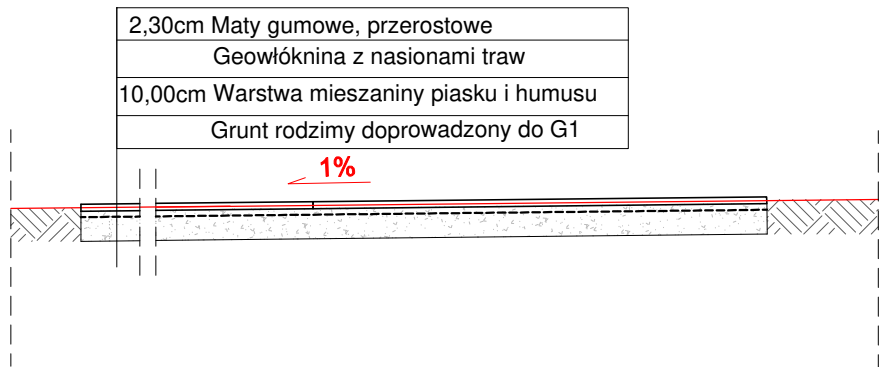 2,30cm Maty gumowe, przerostowe
Geowłóknina z nasionami traw
10,00cm Warstwa mieszaniny piasku i humusu
Grunt rodzimy doprowadzony do G1
1%